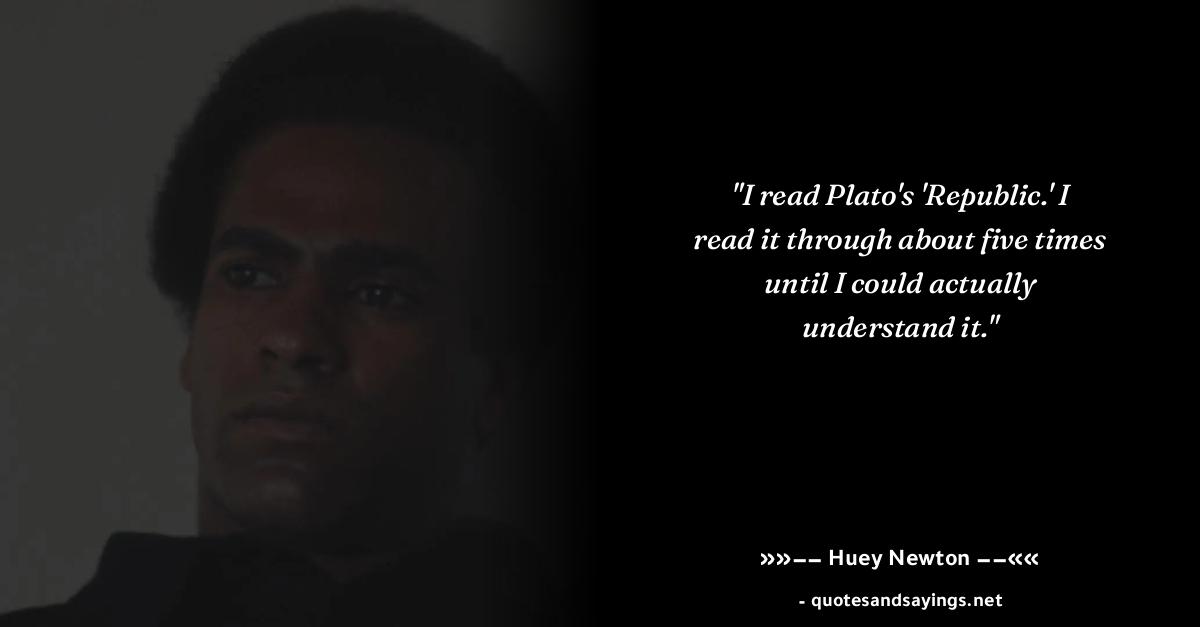 "I read Plato's 'Republic.' I
read it through about five times
until I could actually
understand it."
»»–– Huey Newton ––««
- quotesandsayings.net